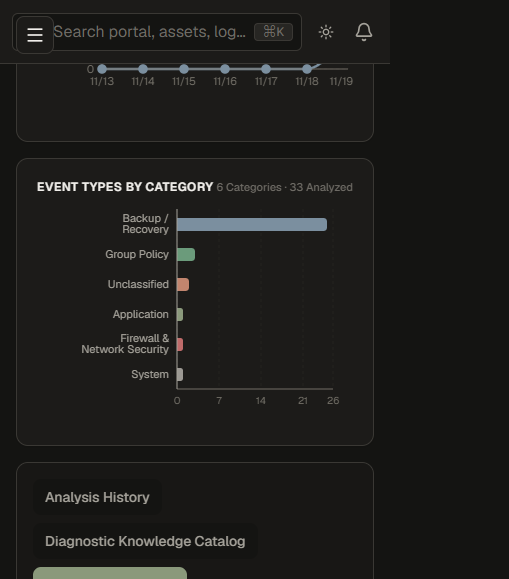 Search portal, assets, log... ⌘K
0
11/13 11/14 11/15 11/16 11/17 11/18 11/19
EVENT TYPES BY CATEGORY 6 Categories · 33 Analyzed
Backup /
Recovery
Group Policy
Unclassified
Application
Firewall &
Network Security
System
0 7 14 21 26
Analysis History
Diagnostic Knowledge Catalog